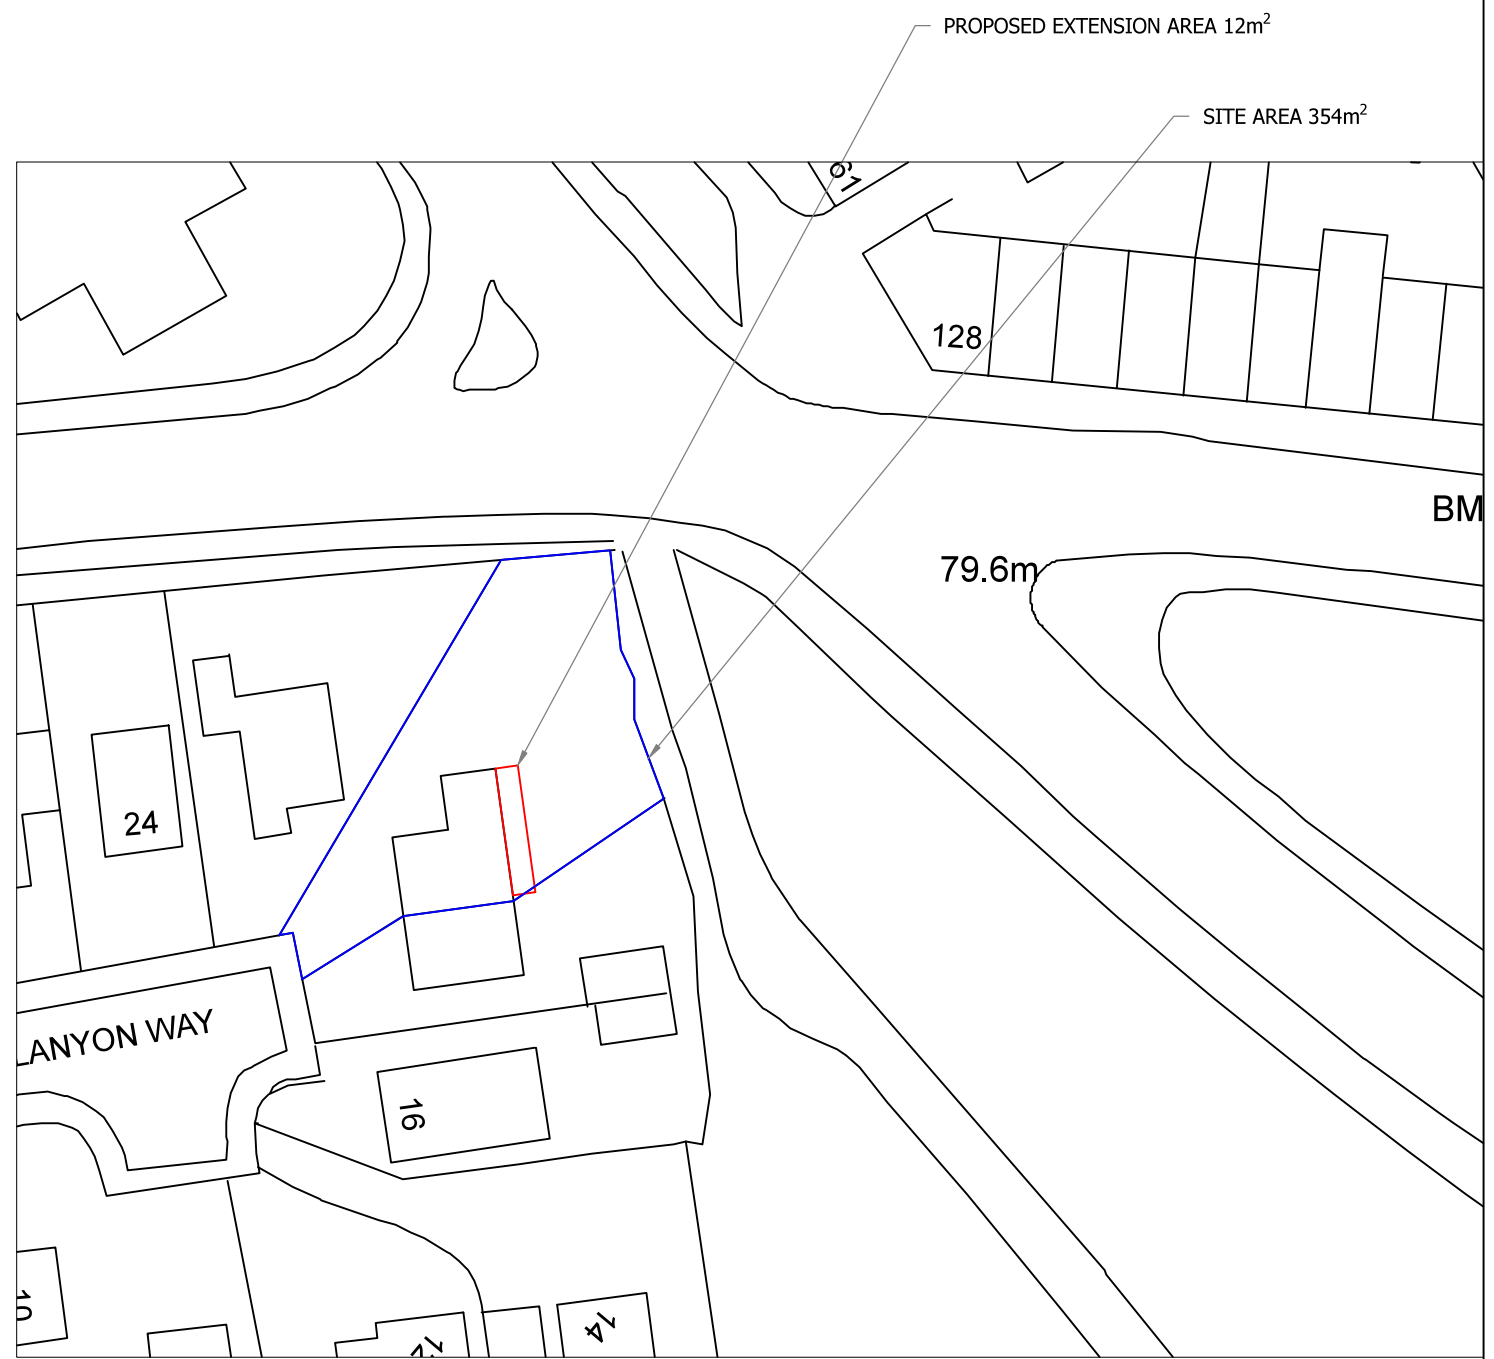 PROPOSED EXTENSION AREA 12m²
SITE AREA 354m²
61
128
BM
79.6m
24
LANYON WAY
16
14